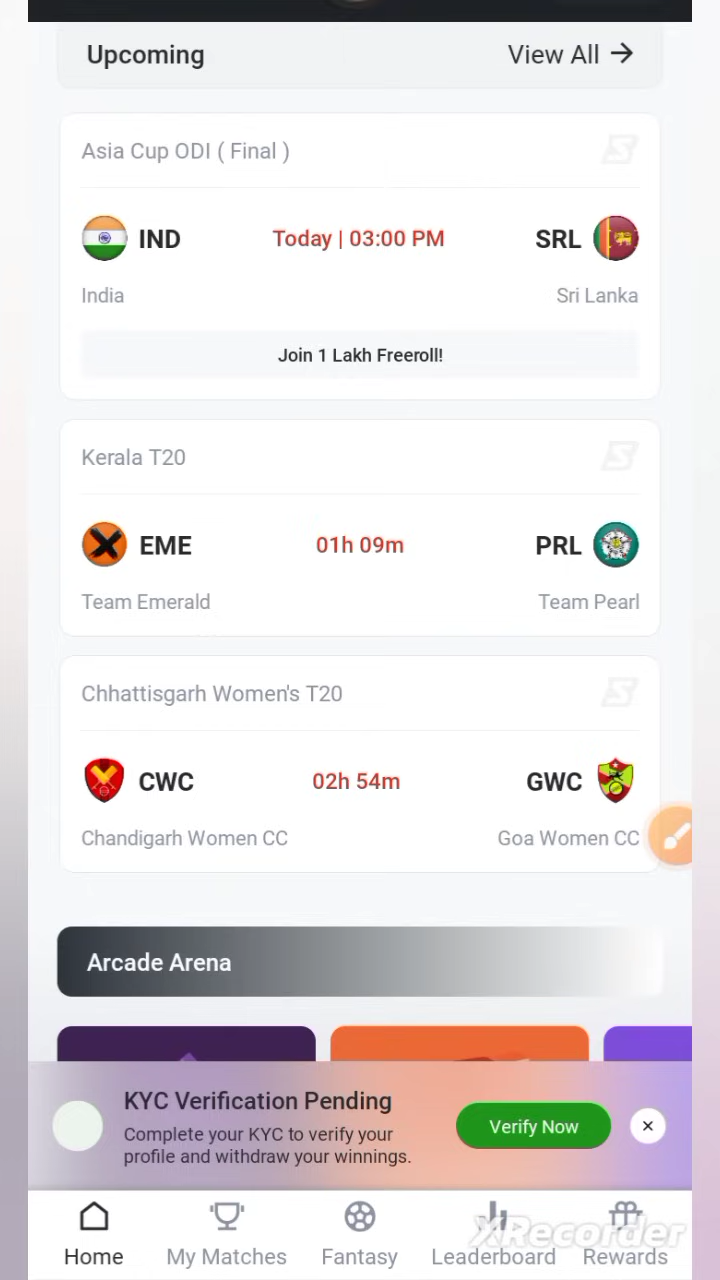 Upcoming View All →
Asia Cup ODI ( Final )
IND Today | 03:00 PM SRL
India Sri Lanka
Join 1 Lakh Freeroll!
Kerala T20
EME 01h 09m PRL
Team Emerald Team Pearl
Chhattisgarh Women's T20
CWC 02h 54m GWC
Chandigarh Women CC Goa Women CC
Arcade Arena
KYC Verification Pending
Complete your KYC to verify your
profile and withdraw your winnings.
Verify Now
XRecorder
Home My Matches Fantasy Leaderboard Rewards